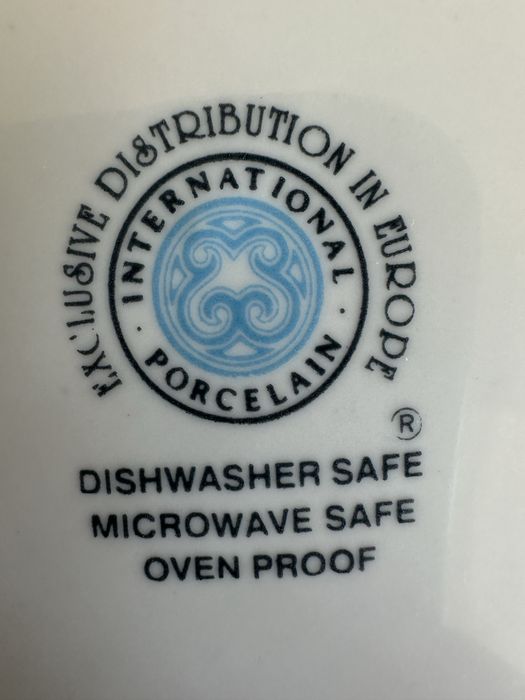 EXCLUSIVE DISTRIBUTION IN EUROPE
INTERNATIONAL
· PORCELAIN ·
®
DISHWASHER SAFE
MICROWAVE SAFE
OVEN PROOF